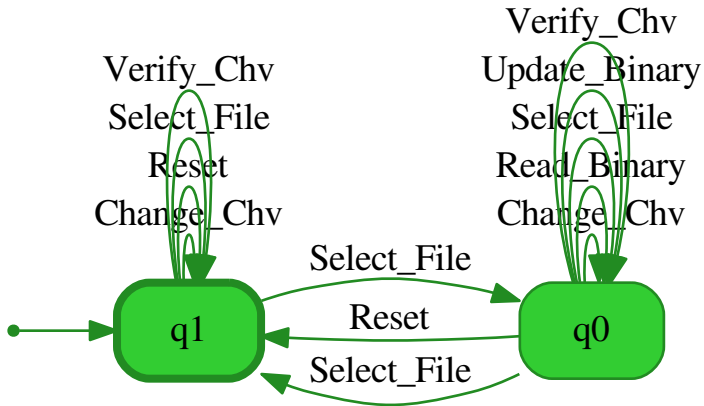 Verify_Chv
Select_File
Reset
Change_Chv
Verify_Chv
Update_Binary
Select_File
Read_Binary
Change_Chv
Select_File
Reset
Select_File
q1
q0